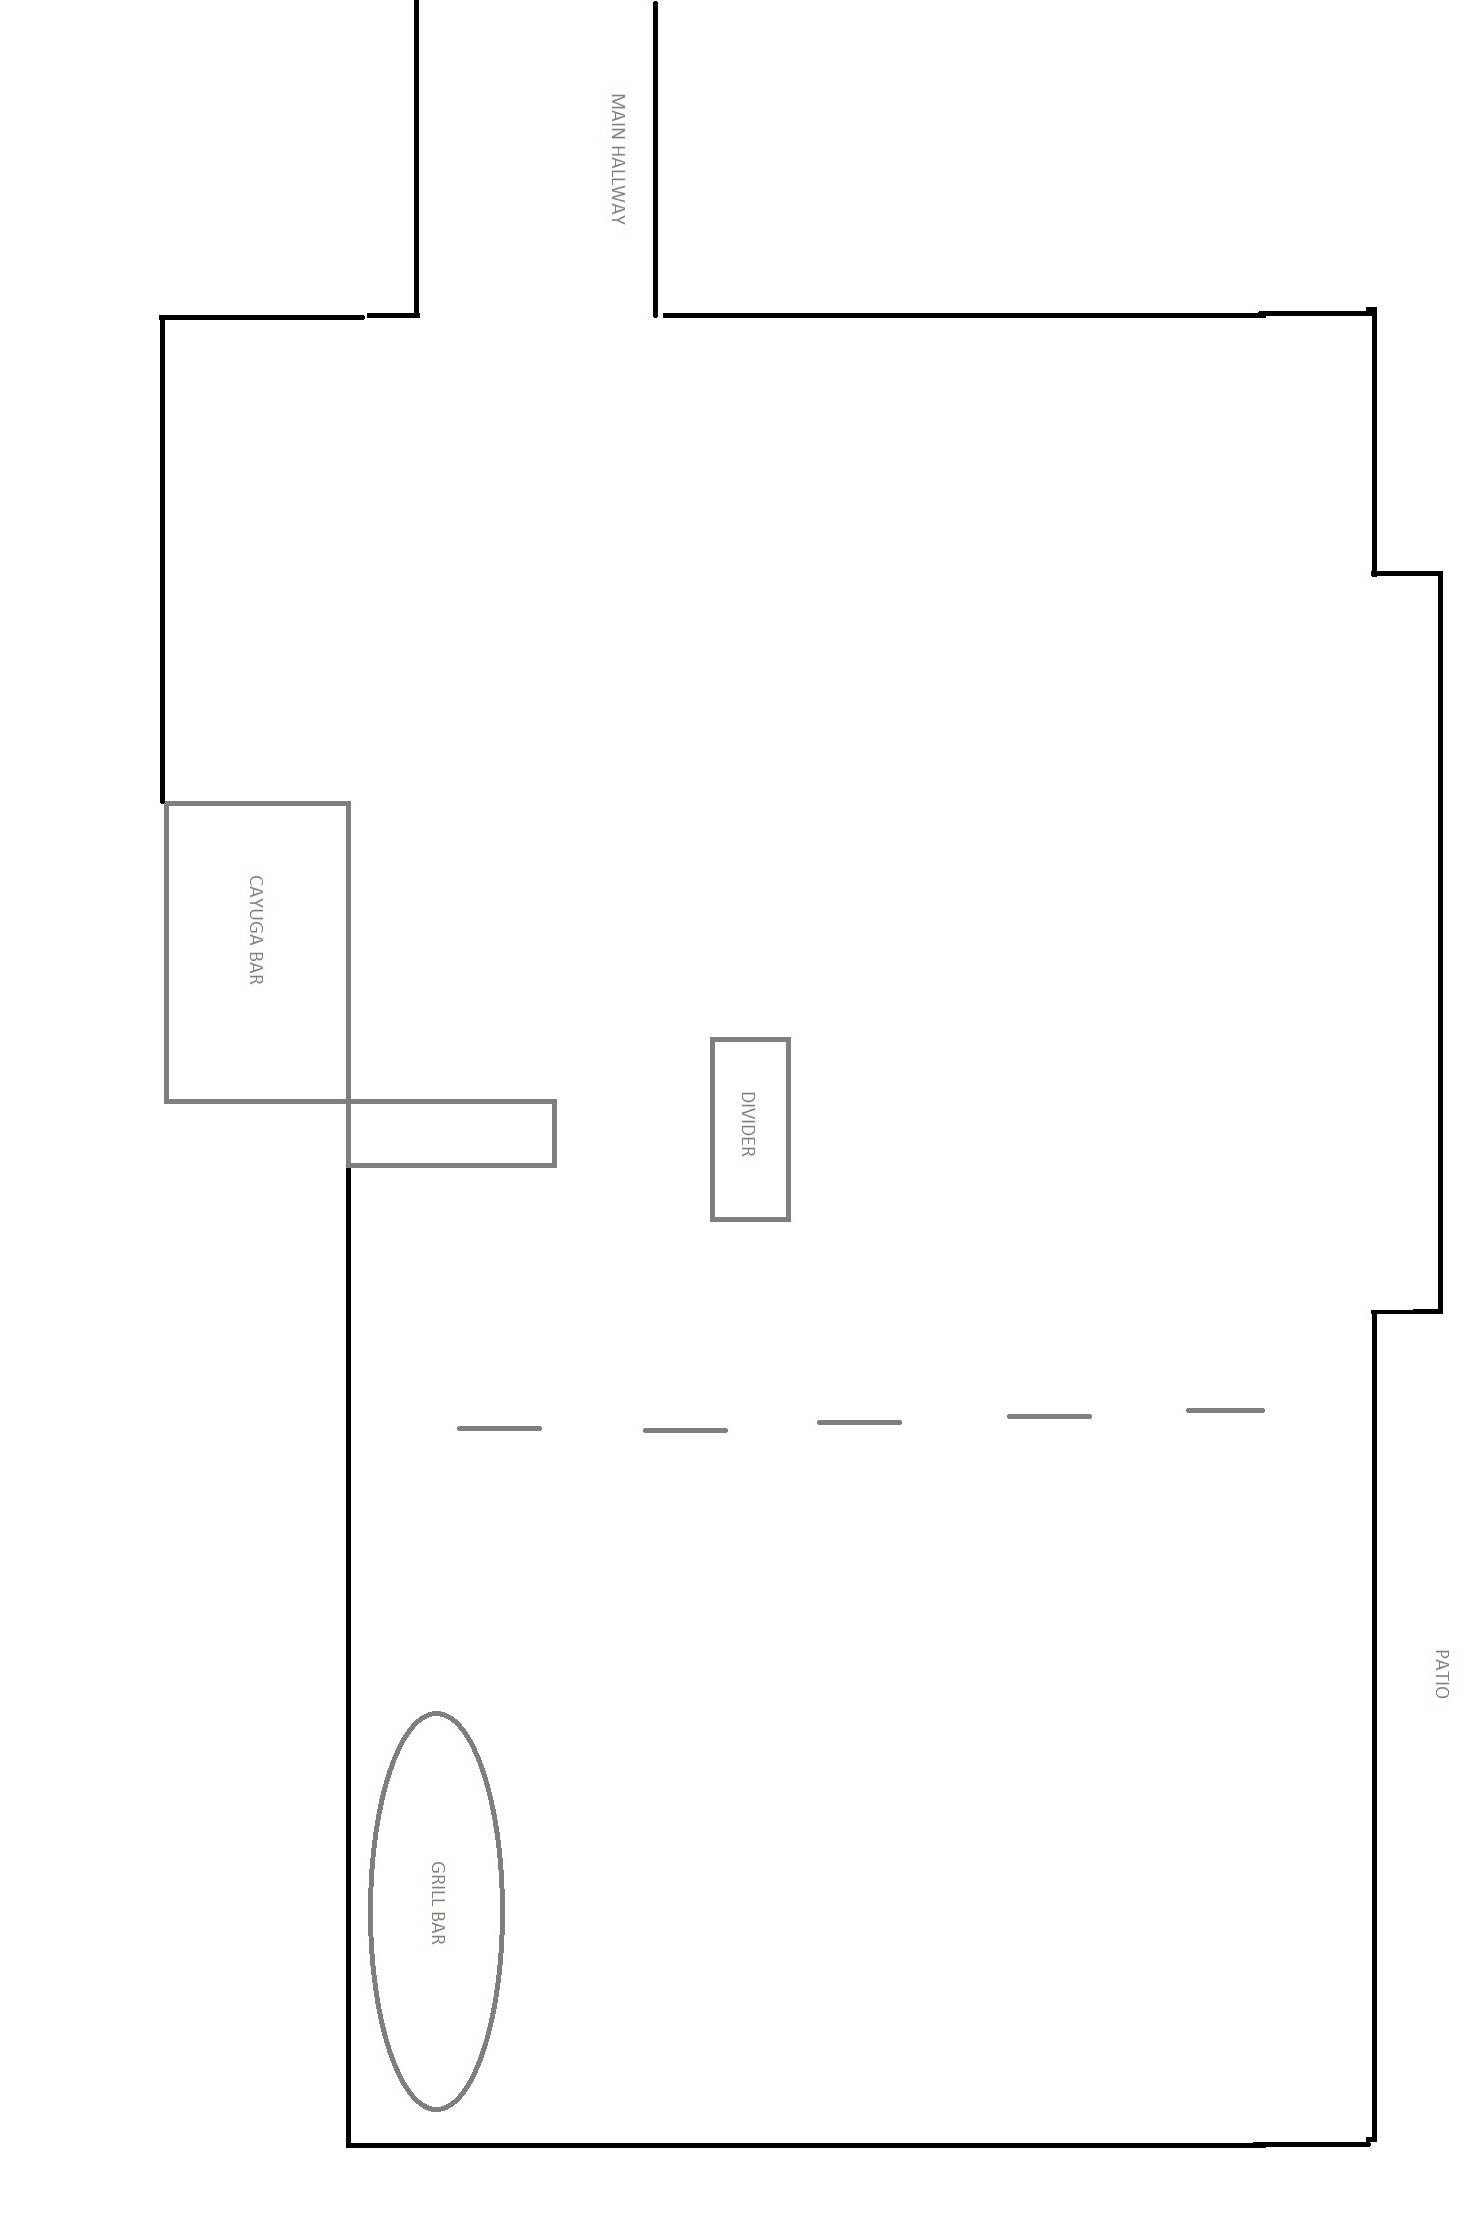 MAIN HALLWAY
CAYUGA BAR
DIVIDER
PATIO
GRILL BAR